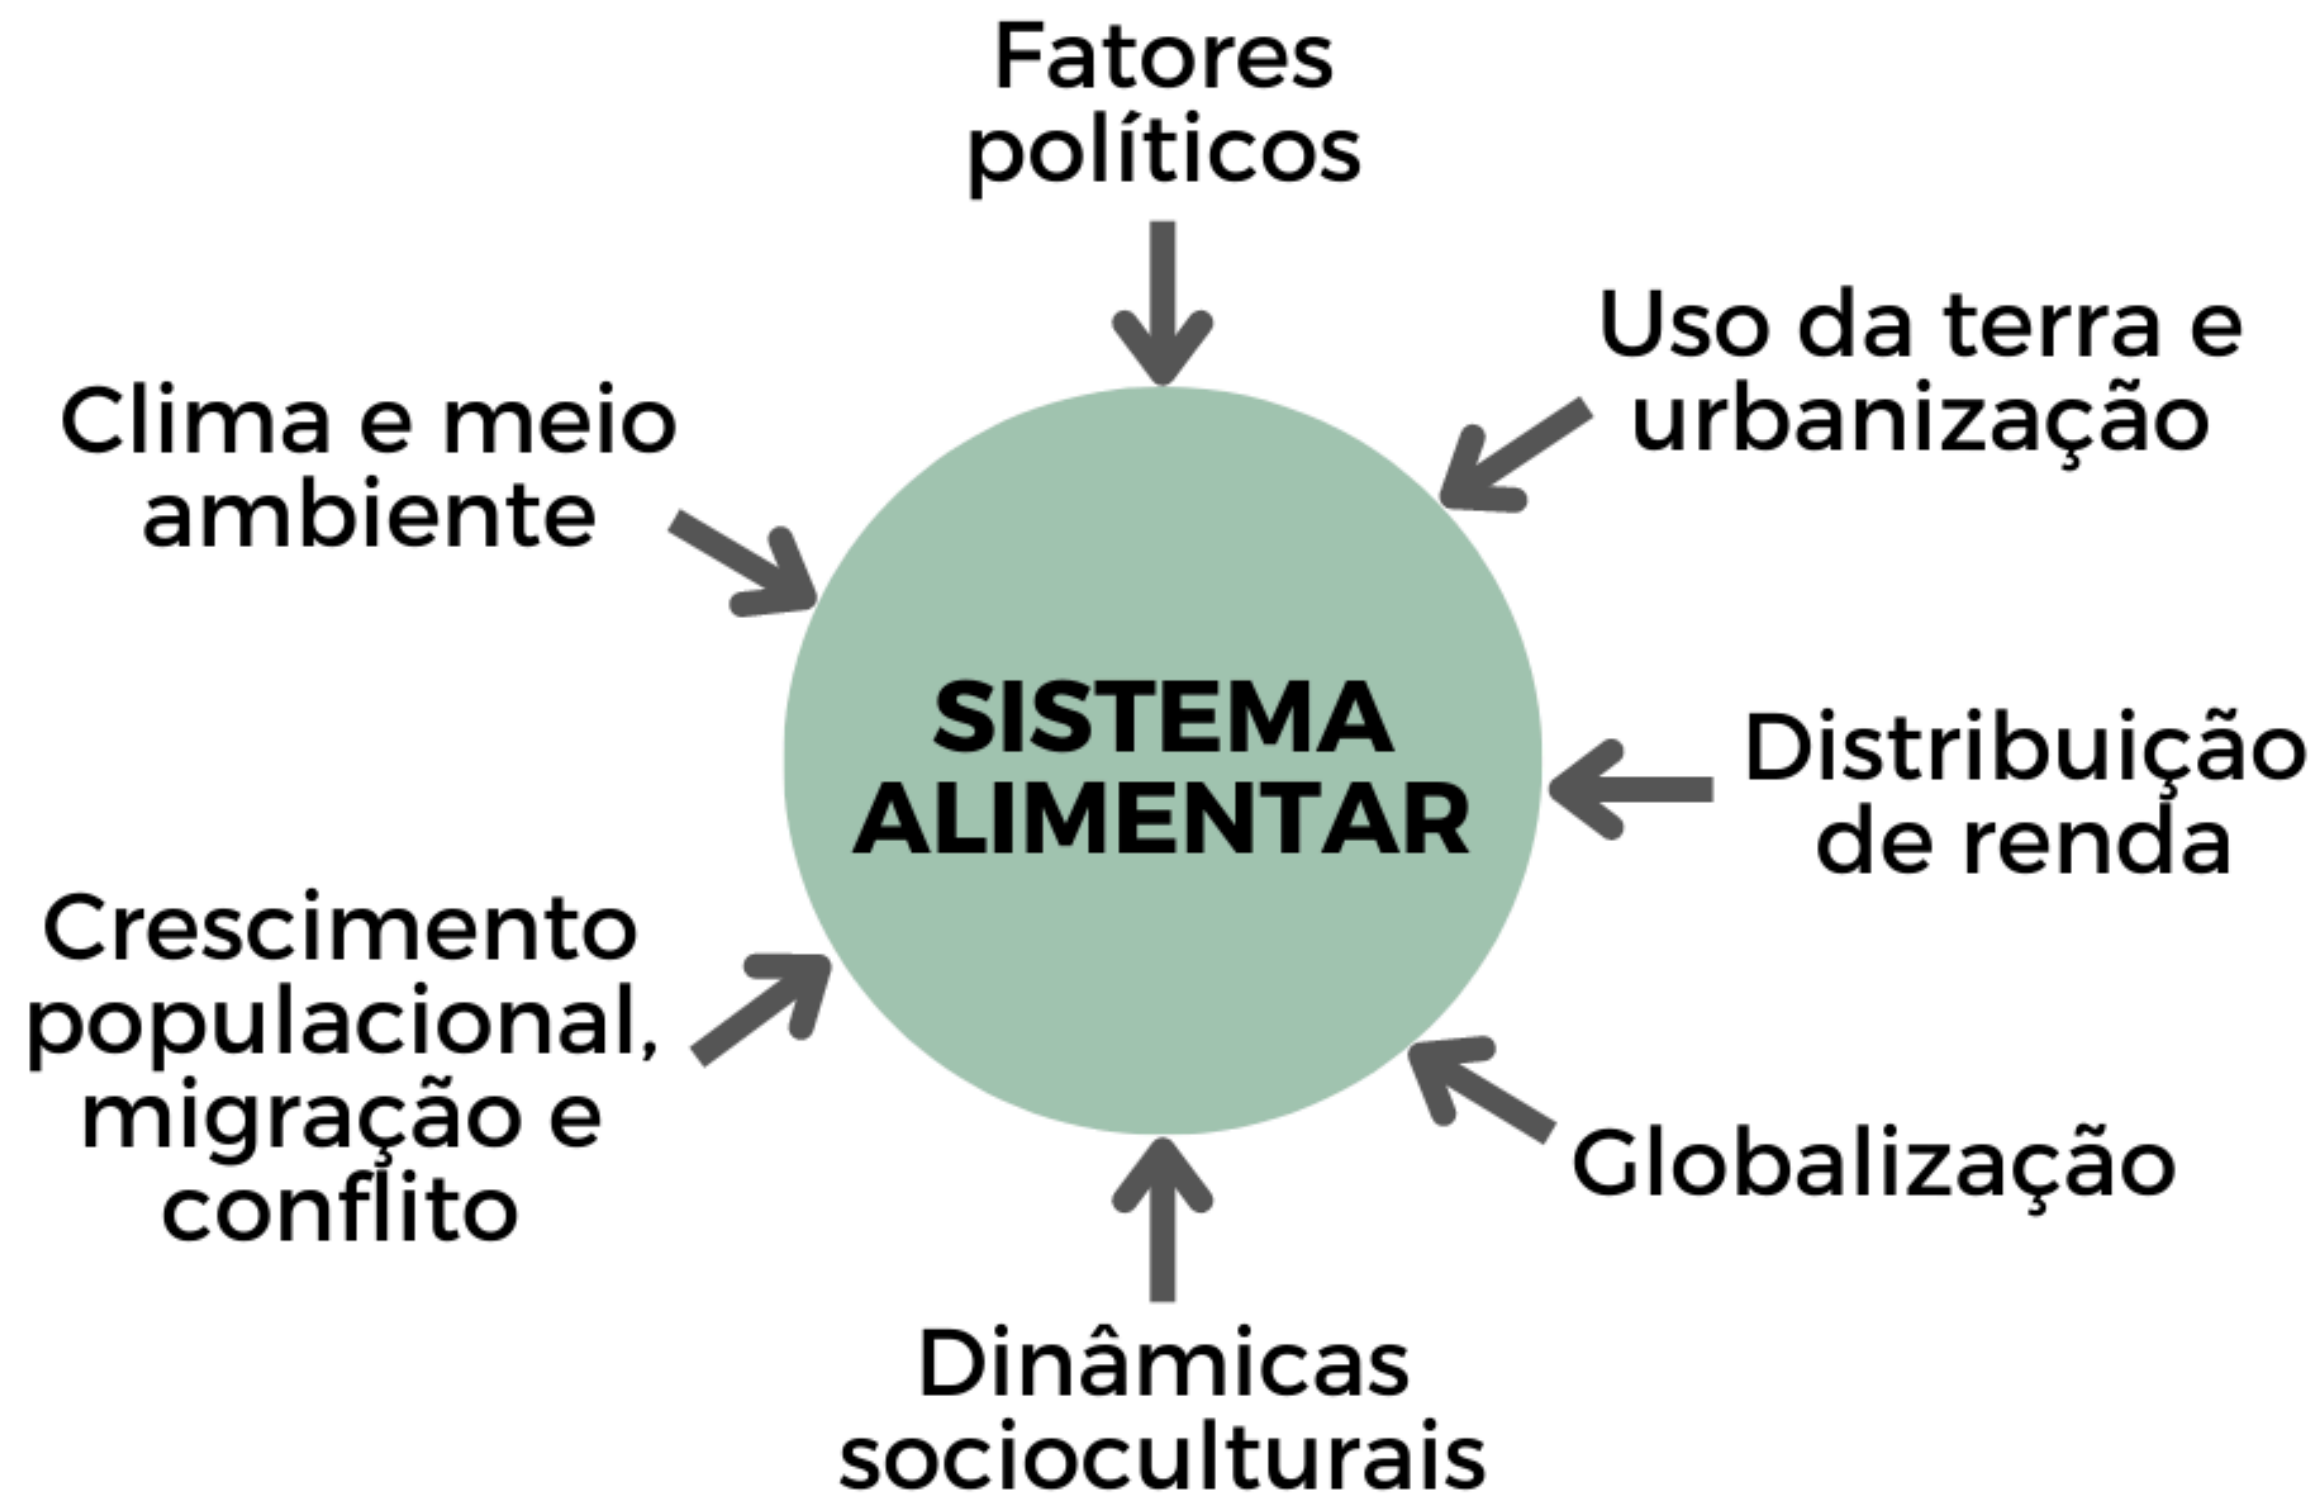 Fatores
políticos
Uso da terra e
urbanização
Clima e meio
ambiente
SISTEMA
ALIMENTAR
Distribuição
de renda
Crescimento
populacional,
migração e
conflito
Globalização
Dinâmicas
socioculturais